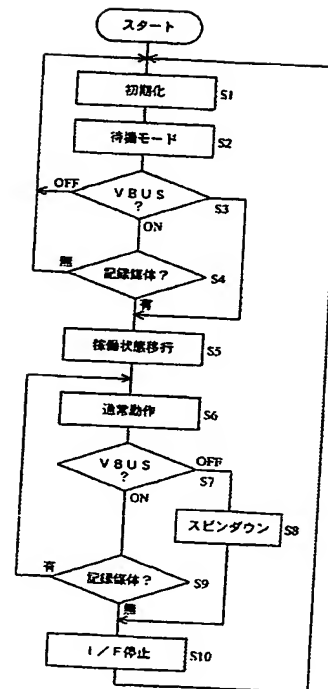 スタート
初期化 S1
待機モード S2
VBUS
?
OFF
S3
ON
記録媒体?
無
S4
有
稼働状態移行 S5
通常動作 S6
VBUS
?
OFF
S7
ON
スピンダウン S8
記録媒体?
有
S9
無
I/F停止 S10